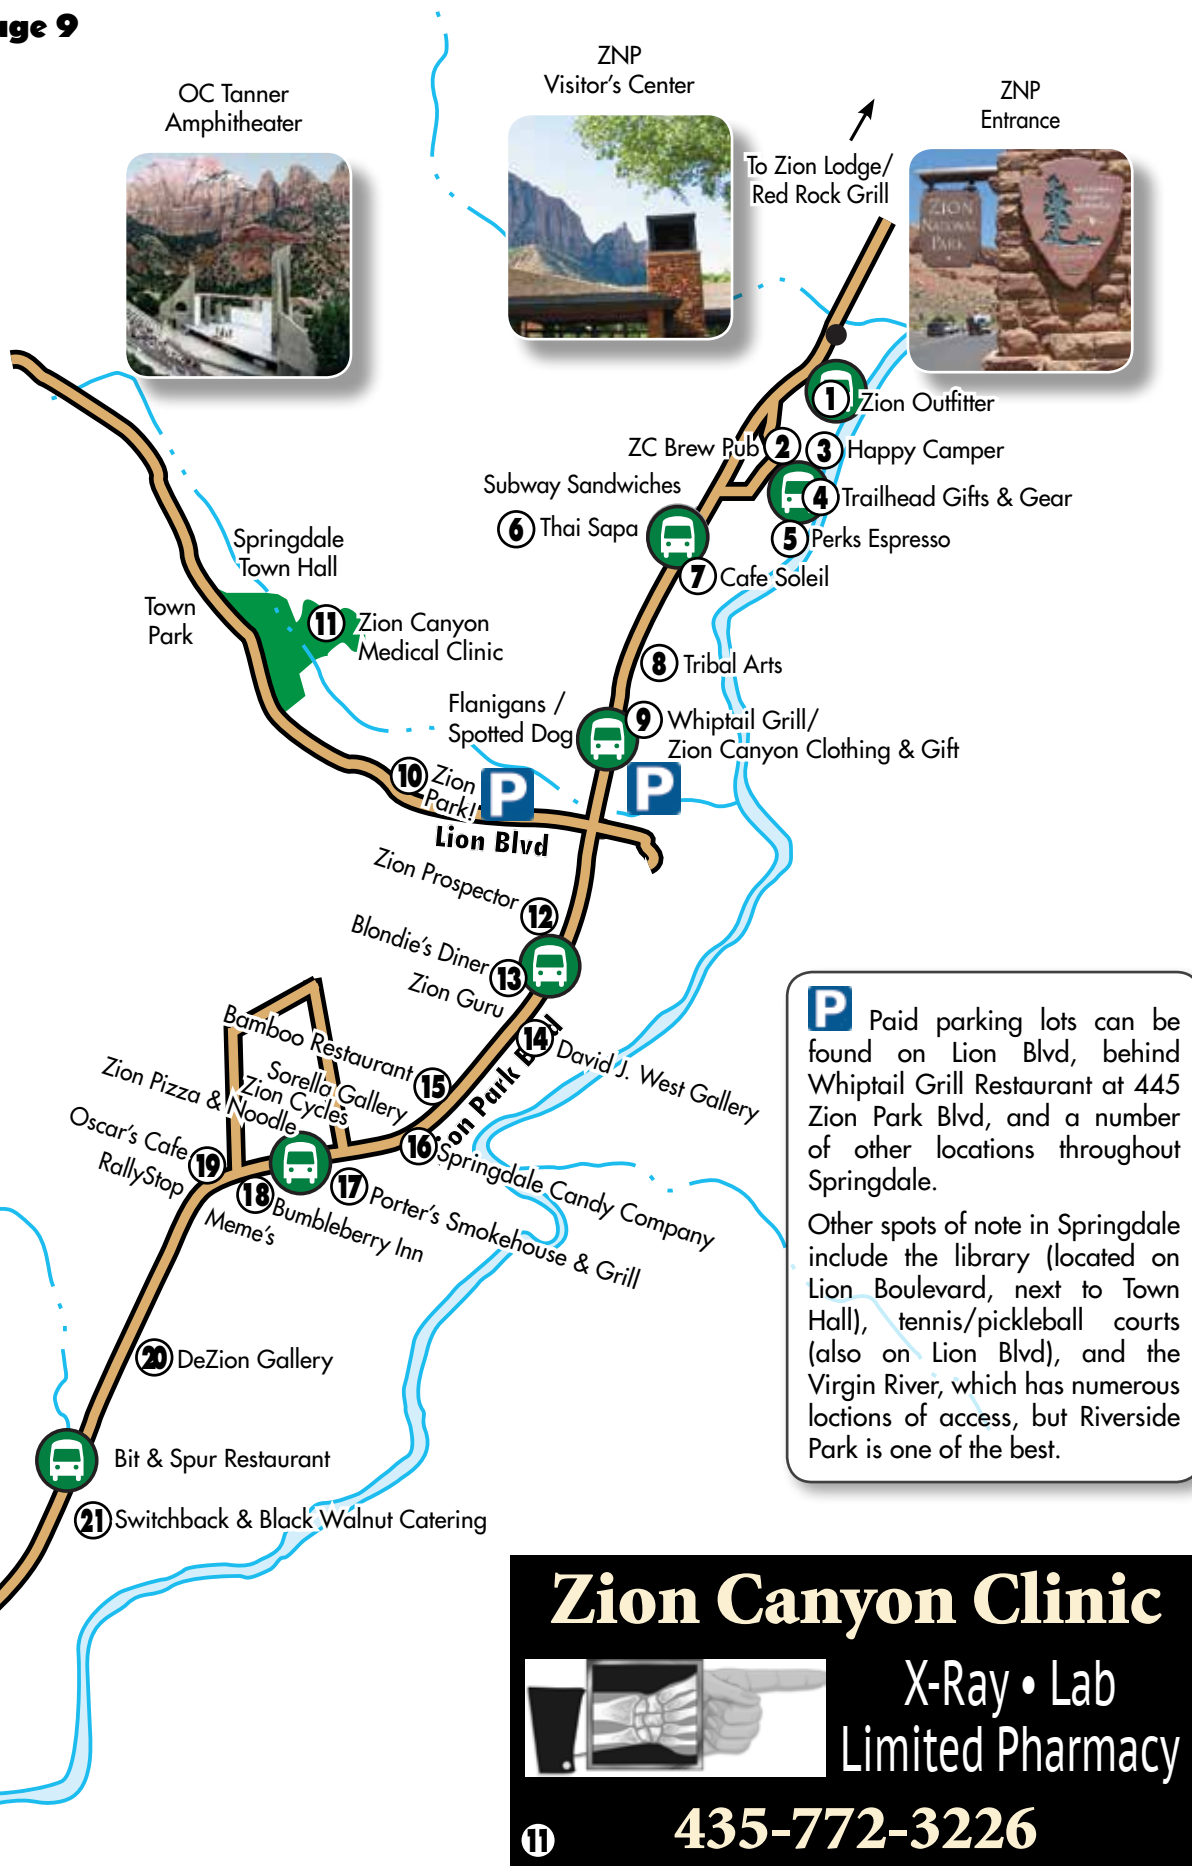 age 9
OC Tanner
Amphitheater
ZNP
Visitor's Center
ZNP
Entrance
To Zion Lodge/
Red Rock Grill
ZION
NATIONAL
PARK
1 Zion Outfitter
ZC Brew Pub 2
3 Happy Camper
Subway Sandwiches
4 Trailhead Gifts & Gear
6 Thai Sapa
5 Perks Espresso
7 Cafe Soleil
Springdale
Town Hall
Town
Park
11 Zion Canyon
Medical Clinic
8 Tribal Arts
Flanigans /
Spotted Dog
9 Whiptail Grill/
Zion Canyon Clothing & Gift
10 Zion
Park!
P
P
Lion Blvd
Zion Prospector 12
Blondie's Diner 13
Zion Guru
14 David J. West Gallery
ion Park B d
Bamboo Restaurant 15
Sorella Gallery
Zion Cycles
Zion Pizza & Noodle
16 Springdale Candy Company
Oscar's Cafe 19
RallyStop
17 Porter's Smokehouse & Grill
18 Bumbleberry Inn
Meme's
20 DeZion Gallery
Bit & Spur Restaurant
21 Switchback & Black Walnut Catering
P Paid parking lots can be
found on Lion Blvd, behind
Whiptail Grill Restaurant at 445
Zion Park Blvd, and a number
of other locations throughout
Springdale.
Other spots of note in Springdale
include the library (located on
Lion Boulevard, next to Town
Hall), tennis/pickleball courts
(also on Lion Blvd), and the
Virgin River, which has numerous
loctions of access, but Riverside
Park is one of the best.
Zion Canyon Clinic
X-Ray • Lab
Limited Pharmacy
11 435-772-3226